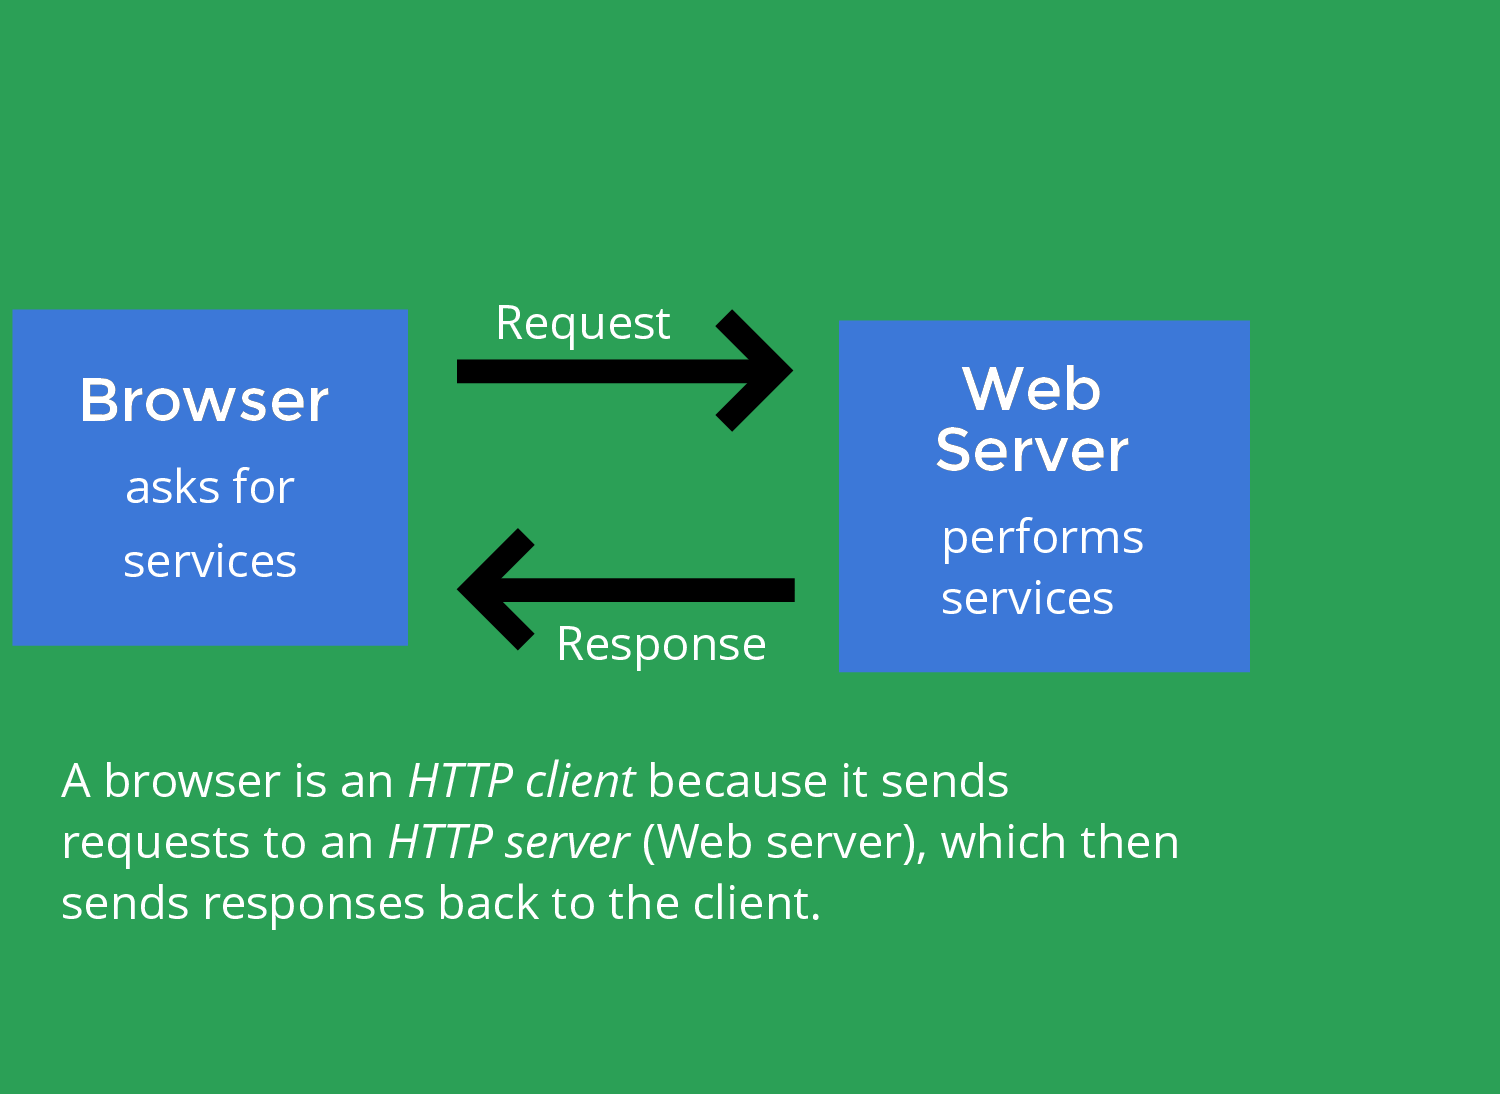 Request
Browser
asks for
services
Web
Server
performs
services
Response
A browser is an HTTP client because it sends
requests to an HTTP server (Web server), which then
sends responses back to the client.